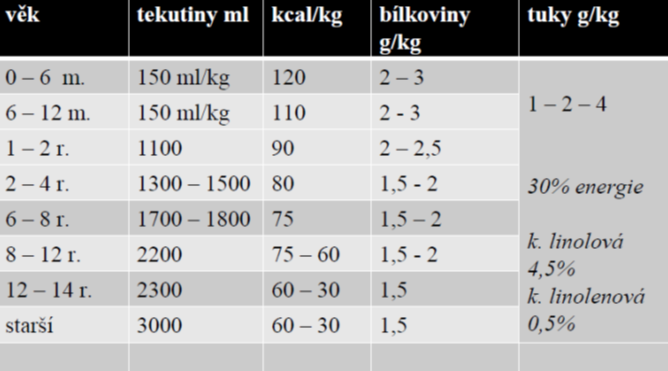 věk tekutiny ml kcal/kg bílkoviny g/kg tuky g/kg
0 – 6 m. 150 ml/kg 120 2 – 3
6 – 12 m. 150 ml/kg 110 2 - 3
1 – 2 r. 1100 90 2 – 2,5
2 – 4 r. 1300 – 1500 80 1,5 - 2
6 – 8 r. 1700 – 1800 75 1,5 – 2
8 – 12 r. 2200 75 – 60 1,5 - 2
12 – 14 r. 2300 60 – 30 1,5
starší 3000 60 – 30 1,5
1 – 2 – 4
30% energie
k. linolová
4,5%
k. linolenová
0,5%